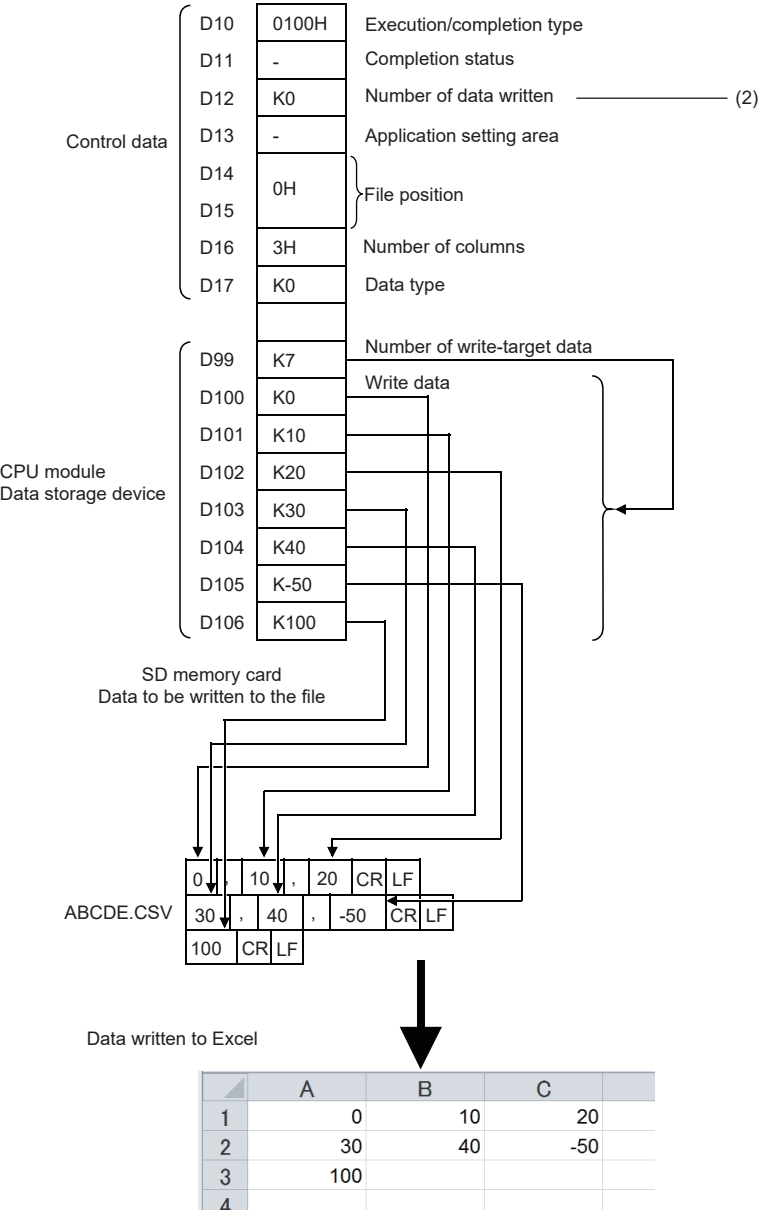 D10 0100H Execution/completion type
D11 - Completion status
D12 K0 Number of data written (2)
D13 - Application setting area
Control data
D14
0H File position
D15
D16 3H Number of columns
D17 K0 Data type
D99 K7 Number of write-target data
Write data
D100 K0
D101 K10
CPU module
Data storage device
D102 K20
D103 K30
D104 K40
D105 K-50
D106 K100
SD memory card
Data to be written to the file
0 , 10 , 20 CR LF
ABCDE.CSV 30 , 40 , -50 CR LF
100 CR LF
Data written to Excel
A B C
1 0 10 20
2 30 40 -50
3 100
4